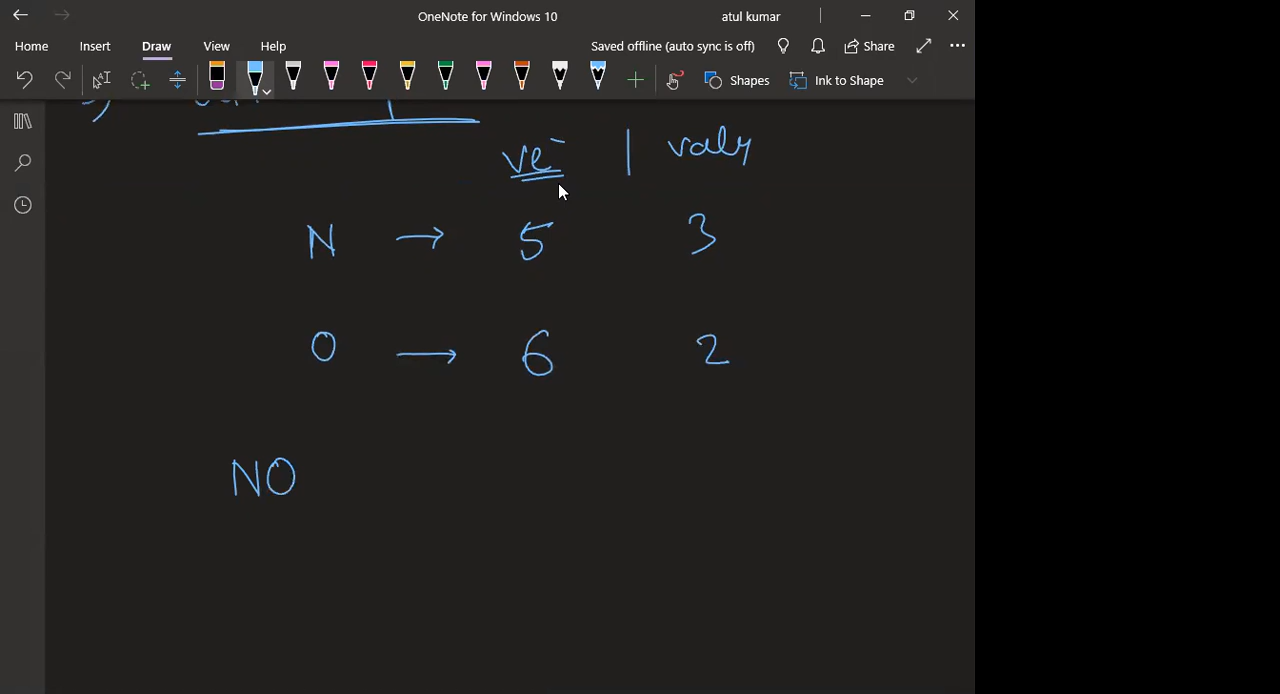 OneNote for Windows 10
atul kumar
Home Insert Draw View Help
Saved offline (auto sync is off)
Share
Shapes
Ink to Shape
ve⁻ | valy
N → 5 3
O → 6 2
NO